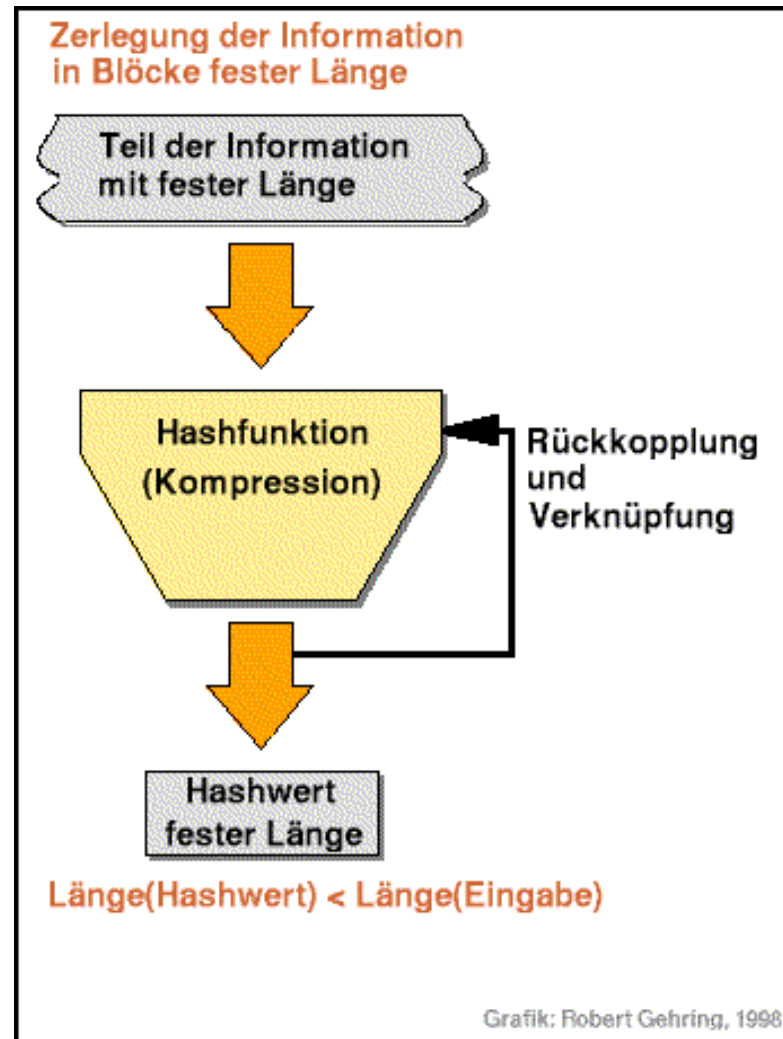 Zerlegung der Information
in Blöcke fester Länge
Teil der Information
mit fester Länge
Hashfunktion
(Kompression)
Rückkopplung
und
Verknüpfung
Hashwert
fester Länge
Länge(Hashwert) < Länge(Eingabe)
Grafik: Robert Gehring, 1998